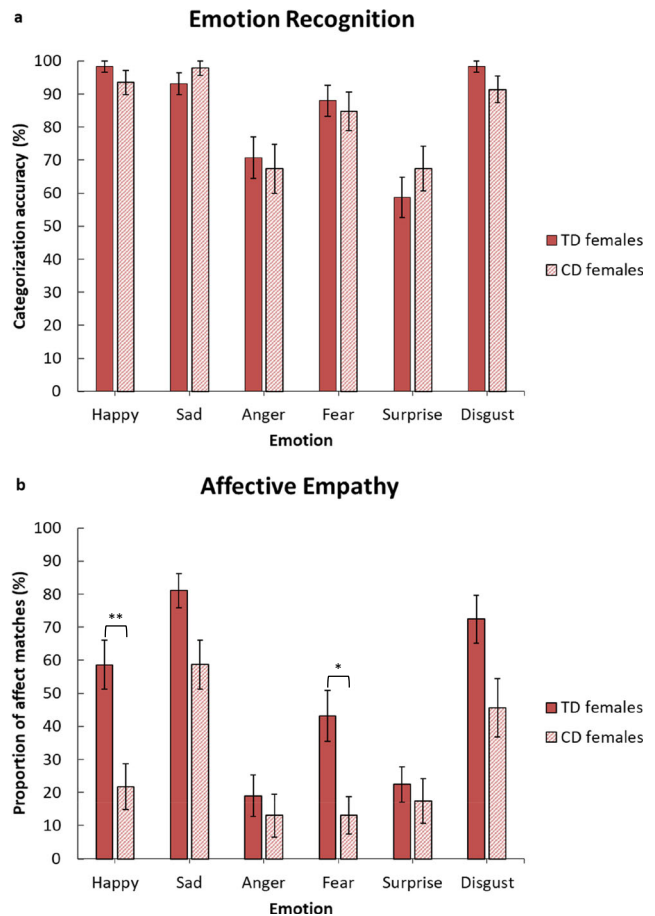 a
Emotion Recognition
Categorization accuracy (%)
100
90
80
70
60
50
40
30
20
10
0
Happy Sad Anger Fear Surprise Disgust
Emotion
TD females
CD females
b
Affective Empathy
Proportion of affect matches (%)
100
90
80
70
60
50
40
30
20
10
0
**
*
Happy Sad Anger Fear Surprise Disgust
Emotion
TD females
CD females